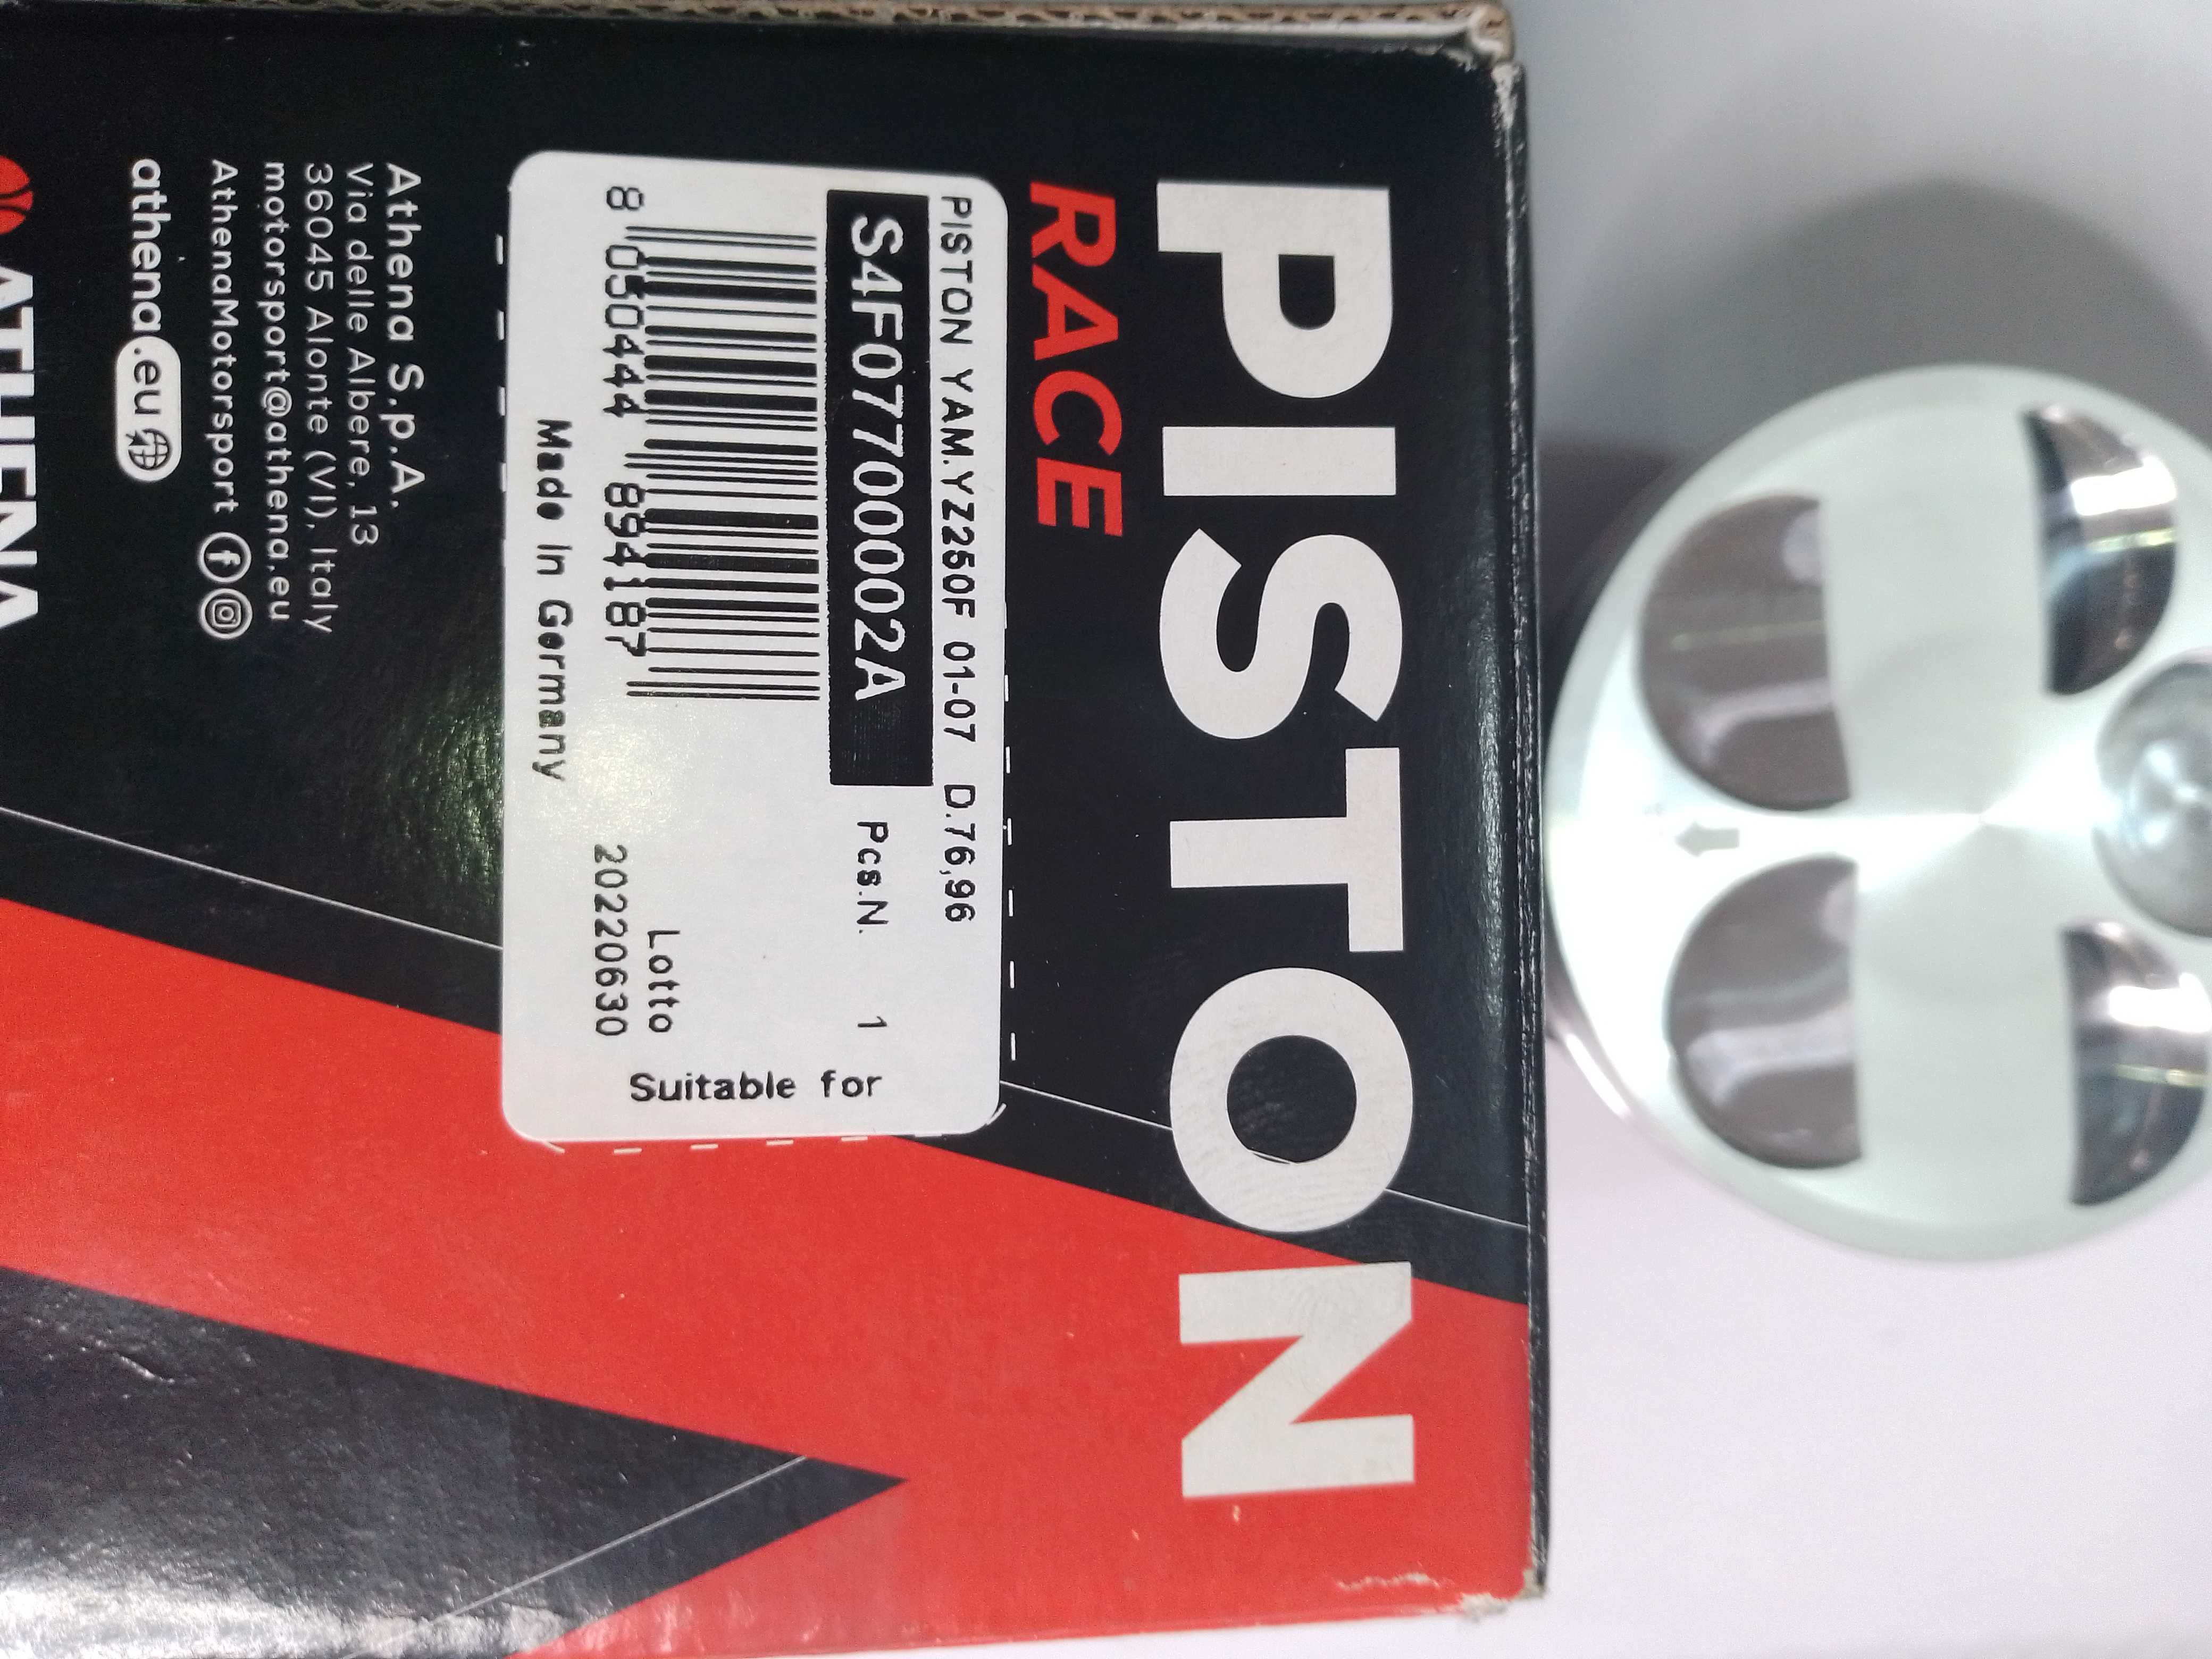 PISTON
RACE
PISTON YAM.YZ250F 01-07 D.76,96
S4F07700002A Pcs.N. 1
8 050444 894187
Lotto
20220630
Made in Germany
Suitable for
Athena S.p.A.
Via delle Albere, 13
36045 Alonte (VI), Italy
motorsport@athena.eu
AthenaMotorsport
athena.eu
ATHENA